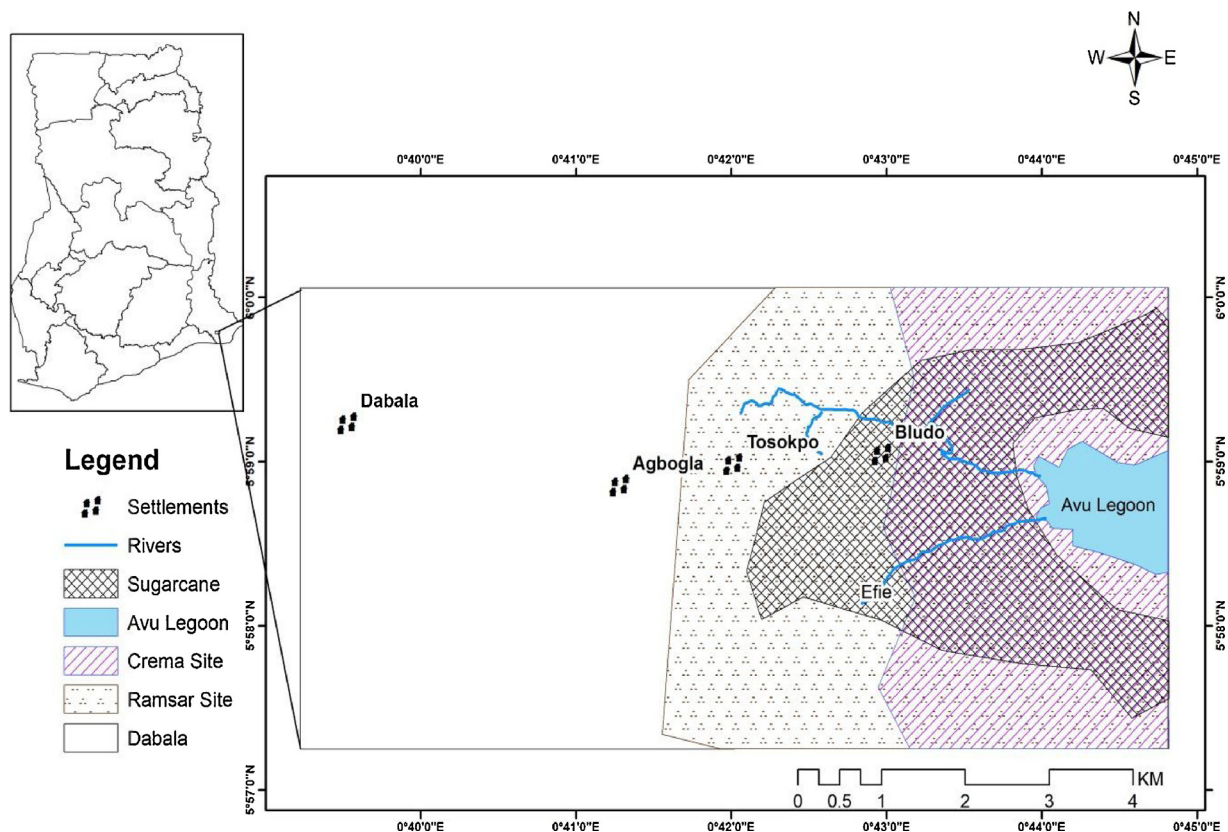 N
W E
S
0°40'0"E 0°41'0"E 0°42'0"E 0°43'0"E 0°44'0"E 0°45'0"E
6°0'0"N
6°0'0"N
Dabala
Tosokpo
Bludo
Agbogla
5°59'0"N
5°59'0"N
Avu Legoon
Efie
5°58'0"N
5°58'0"N
Legend
Settlements
Rivers
Sugarcane
Avu Legoon
Crema Site
Ramsar Site
Dabala
5°57'0"N
5°57'0"N
KM
0 0.5 1 2 3 4
0°40'0"E 0°41'0"E 0°42'0"E 0°43'0"E 0°44'0"E 0°45'0"E